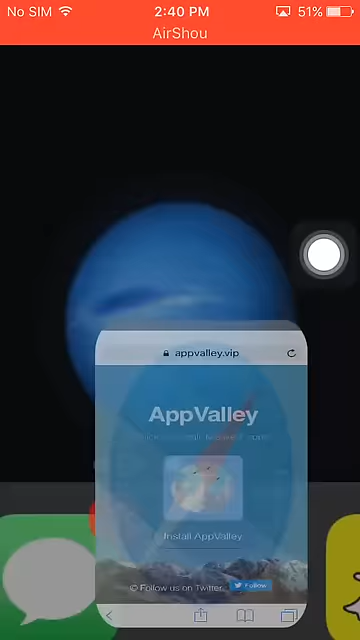 No SIM 2:40 PM 51%
AirShou
appvalley.vip
AppValley
Install AppValley
© Follow us on Twitter Follow